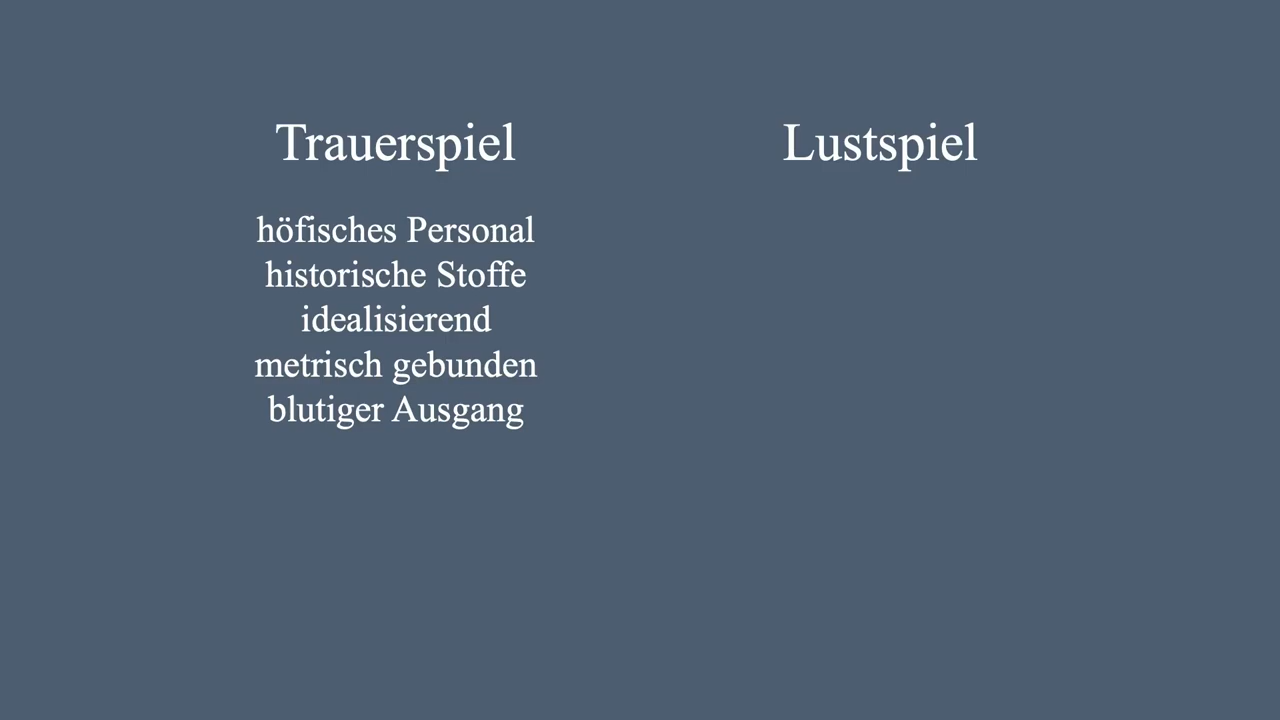 Trauerspiel
höfisches Personal
historische Stoffe
idealisierend
metrisch gebunden
blutiger Ausgang
Lustspiel